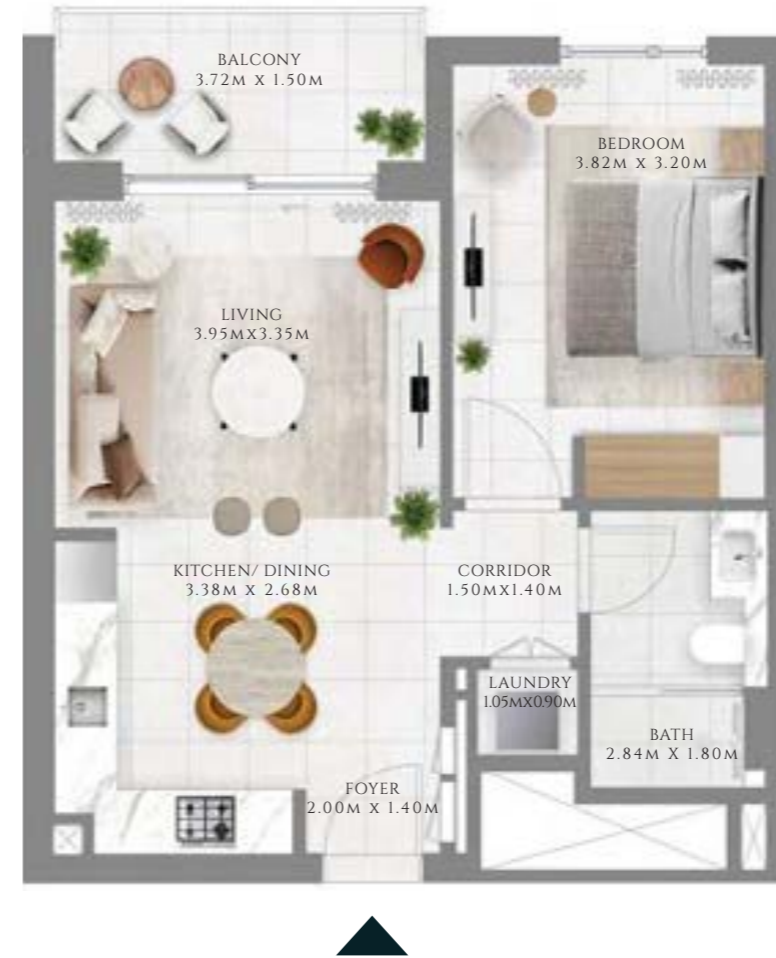 BALCONY
3.72M X 1.50M
BEDROOM
3.82M X 3.20M
LIVING
3.95MX3.35M
KITCHEN/ DINING
3.38M X 2.68M
CORRIDOR
1.50MX1.40M
LAUNDRY
1.05MX0.90M
BATH
2.84M X 1.80M
FOYER
2.00M X 1.40M